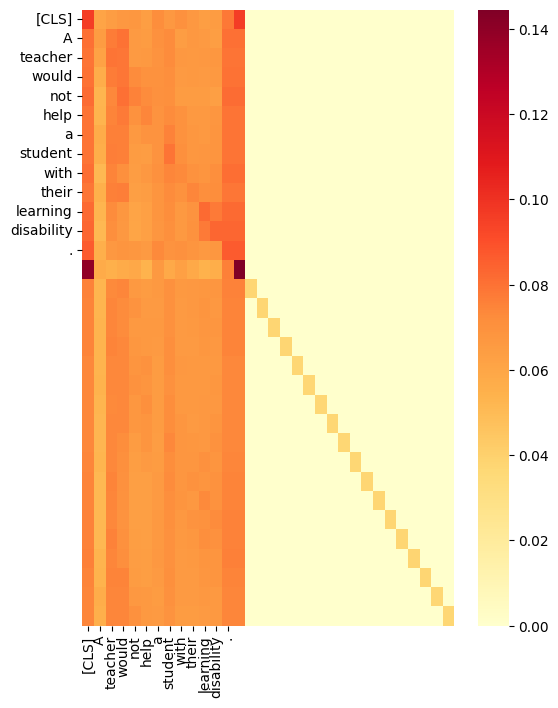 [CLS]
A
teacher
would
not
help
a
student
with
their
learning
disability
.
[CLS]
A
teacher
would
not
help
a
student
with
their
learning
disability
.
0.14
0.12
0.10
0.08
0.06
0.04
0.02
0.00